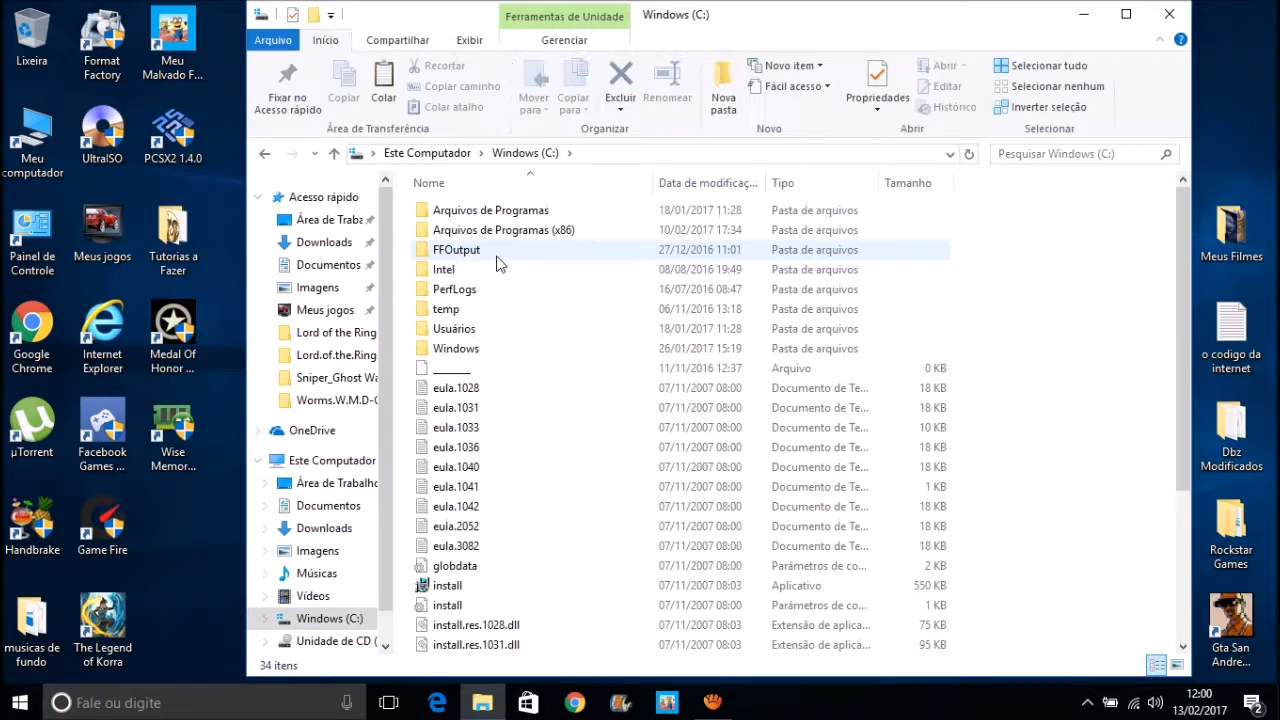 Lixeira
Format
Factory
Meu
Malvado F...
Meu
computador
UltraISO
PCSX2 1.4.0
Painel de
Controle
Meus jogos
Tutorias a
Fazer
Google
Chrome
Internet
Explorer
Medal Of
Honor ...
µTorrent
Facebook
Games ...
Wise
Memor...
Handbrake
Game Fire
musicas de
fundo
The Legend
of Korra
Ferramentas de Unidade
Windows (C:)
Arquivo
Início
Compartilhar
Exibir
Gerenciar
Fixar no
Acesso rápido
Copiar
Colar
Recortar
Copiar caminho
Colar atalho
Área de Transferência
Mover
para
Copiar
para
Excluir
Renomear
Organizar
Nova
pasta
Novo item
Fácil acesso
Novo
Propriedades
Abrir
Editar
Histórico
Abrir
Selecionar tudo
Selecionar nenhum
Inverter seleção
Selecionar
Este Computador
Windows (C:)
Pesquisar Windows (C:)
Acesso rápido
Área de Traba
Downloads
Documentos
Imagens
Meus jogos
Lord of the Ring
Lord.of.the.Ring
Sniper_Ghost Wa
Worms.W.M.D-C
OneDrive
Este Computador
Área de Trabalho
Documentos
Downloads
Imagens
Músicas
Vídeos
Windows (C:)
Unidade de CD (
Nome Data de modificaç... Tipo Tamanho
Arquivos de Programas 18/01/2017 11:28 Pasta de arquivos
Arquivos de Programas (x86) 10/02/2017 17:34 Pasta de arquivos
FFOutput 27/12/2016 11:01 Pasta de arquivos
Intel 08/08/2016 19:49 Pasta de arquivos
PerfLogs 16/07/2016 08:47 Pasta de arquivos
temp 06/11/2016 13:18 Pasta de arquivos
Usuários 18/01/2017 11:28 Pasta de arquivos
Windows 26/01/2017 15:19 Pasta de arquivos
______ 11/11/2016 12:37 Arquivo 0 KB
eula.1028 07/11/2007 08:00 Documento de Te... 18 KB
eula.1031 07/11/2007 08:00 Documento de Te... 18 KB
eula.1033 07/11/2007 08:00 Documento de Te... 10 KB
eula.1036 07/11/2007 08:00 Documento de Te... 18 KB
eula.1040 07/11/2007 08:00 Documento de Te... 18 KB
eula.1041 07/11/2007 08:00 Documento de Te... 1 KB
eula.1042 07/11/2007 08:00 Documento de Te... 18 KB
eula.2052 07/11/2007 08:00 Documento de Te... 18 KB
eula.3082 07/11/2007 08:00 Documento de Te... 18 KB
globdata 07/11/2007 08:00 Parâmetros de co... 2 KB
install 07/11/2007 08:03 Aplicativo 550 KB
install 07/11/2007 08:00 Parâmetros de co... 1 KB
install.res.1028.dll 07/11/2007 08:03 Extensão de aplica... 75 KB
install.res.1031.dll 07/11/2007 08:03 Extensão de aplica... 95 KB
34 itens
Meus Filmes
o codigo da
internet
Dbz
Modificados
Rockstar
Games
Gta San
Andre...
Fale ou digite
12:00
13/02/2017
2